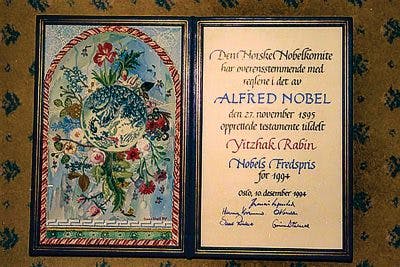 Den Norske Nobelkomite
har overensstemmende med
reglene i det av
ALFRED NOBEL
den 27. november 1895
opprettede testamente tildelt
Yitzhak Rabin
Nobels Fredspris
for 1994
Oslo, 10. desember 1994